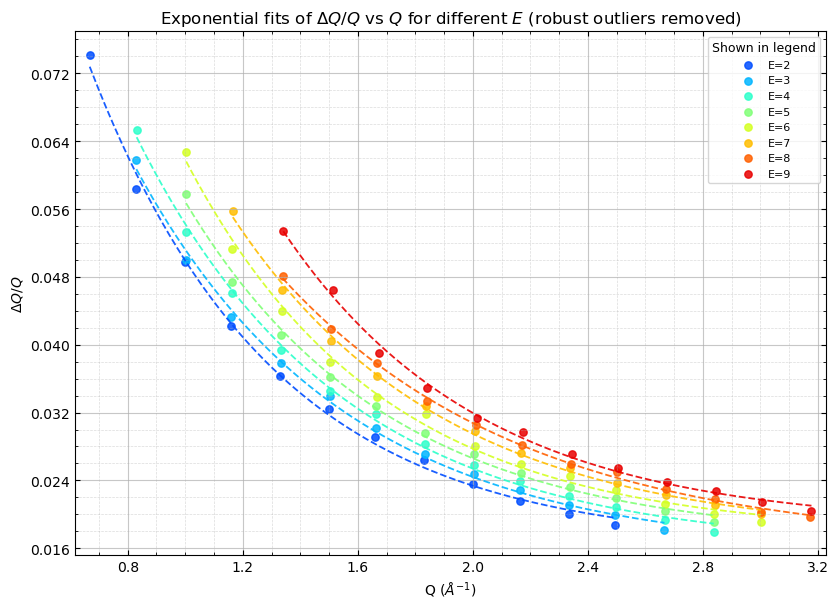 Exponential fits of ΔQ/Q vs Q for different E (robust outliers removed)
Shown in legend
E=2
E=3
E=4
E=5
E=6
E=7
E=8
E=9
ΔQ/Q
0.072
0.064
0.056
0.048
0.040
0.032
0.024
0.016
0.8 1.2 1.6 2.0 2.4 2.8 3.2
Q (Å⁻¹)